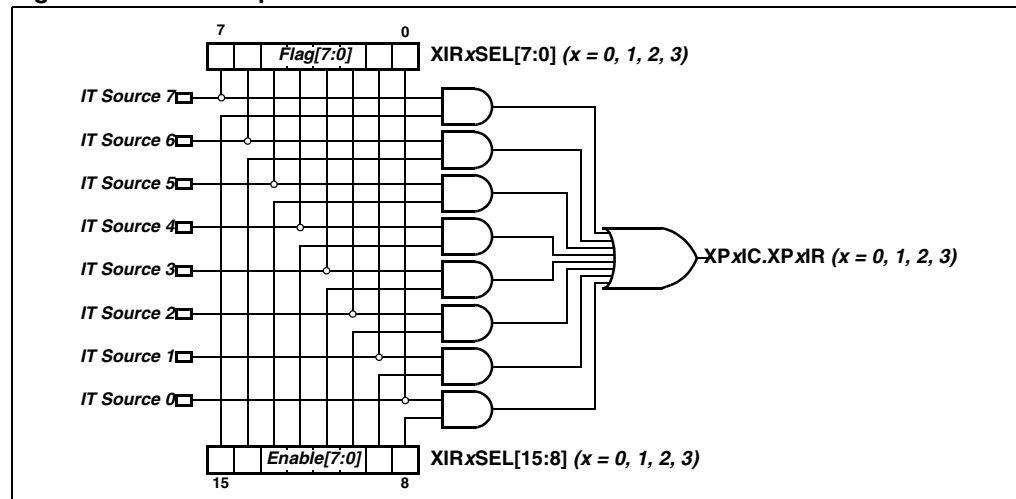 7 0
Flag[7:0] XIRxSEL[7:0] (x = 0, 1, 2, 3)
IT Source 7
IT Source 6
IT Source 5
IT Source 4
IT Source 3
IT Source 2
IT Source 1
IT Source 0
XPxIC.XPxIR (x = 0, 1, 2, 3)
Enable[7:0] XIRxSEL[15:8] (x = 0, 1, 2, 3)
15 8